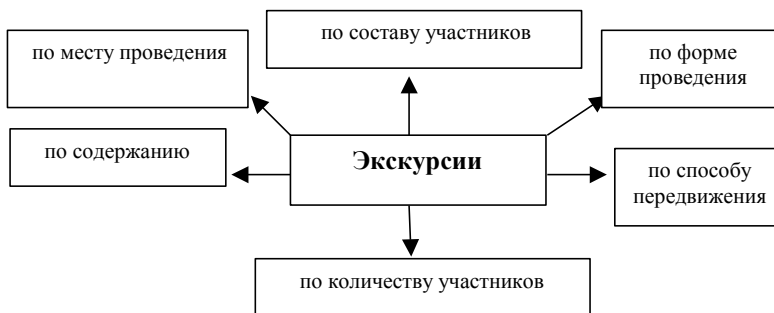 по составу участников
по месту проведения
по форме
проведения
по содержанию
Экскурсии
по способу
передвижения
по количеству участников